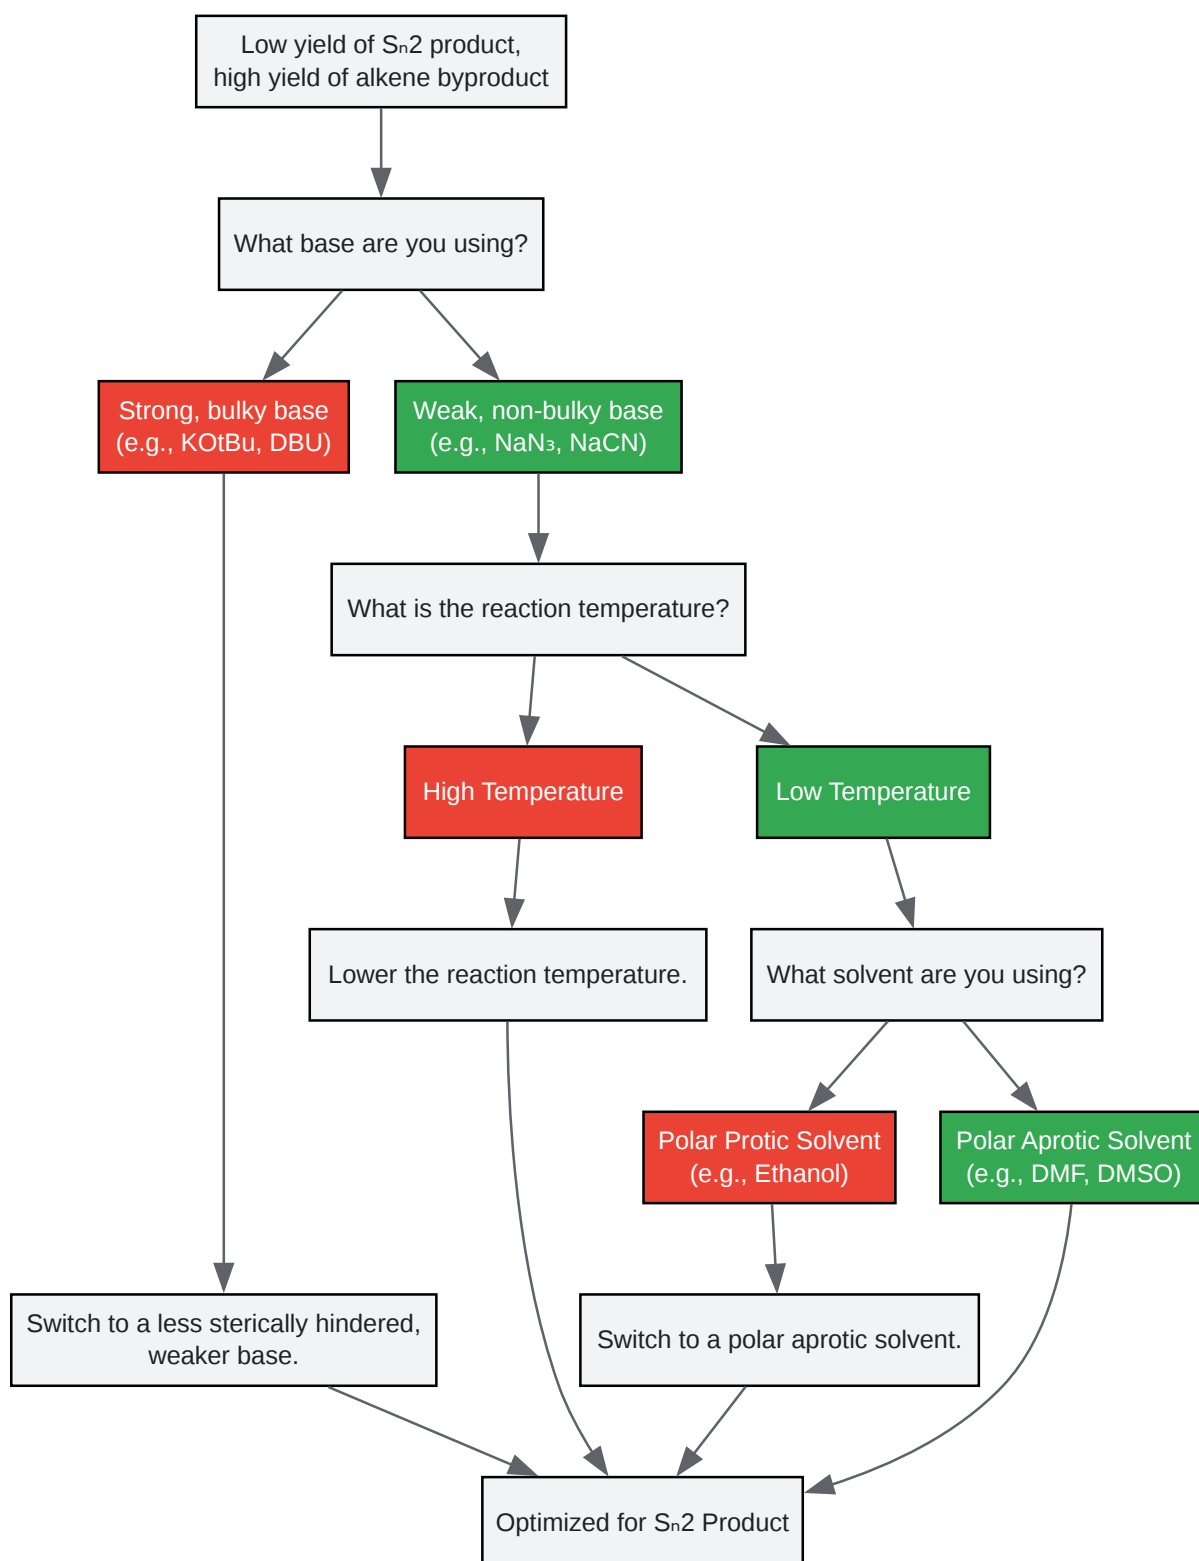 Low yield of Sₙ2 product,
high yield of alkene byproduct
What base are you using?
Strong, bulky base
(e.g., KOtBu, DBU)
Weak, non-bulky base
(e.g., NaN₃, NaCN)
What is the reaction temperature?
High Temperature
Low Temperature
Lower the reaction temperature.
What solvent are you using?
Polar Protic Solvent
(e.g., Ethanol)
Polar Aprotic Solvent
(e.g., DMF, DMSO)
Switch to a less sterically hindered,
weaker base.
Switch to a polar aprotic solvent.
Optimized for Sₙ2 Product